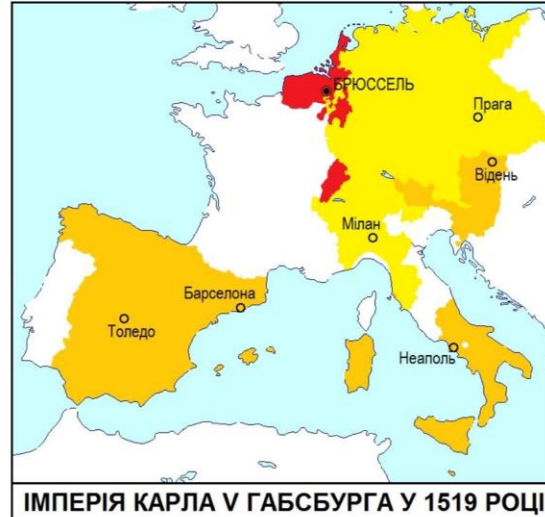 БРЮССЕЛЬ
Прага
Відень
Мілан
Барселона
Толедо
Неаполь
ІМПЕРІЯ КАРЛА V ГАБСБУРГА У 1519 РОЦІ